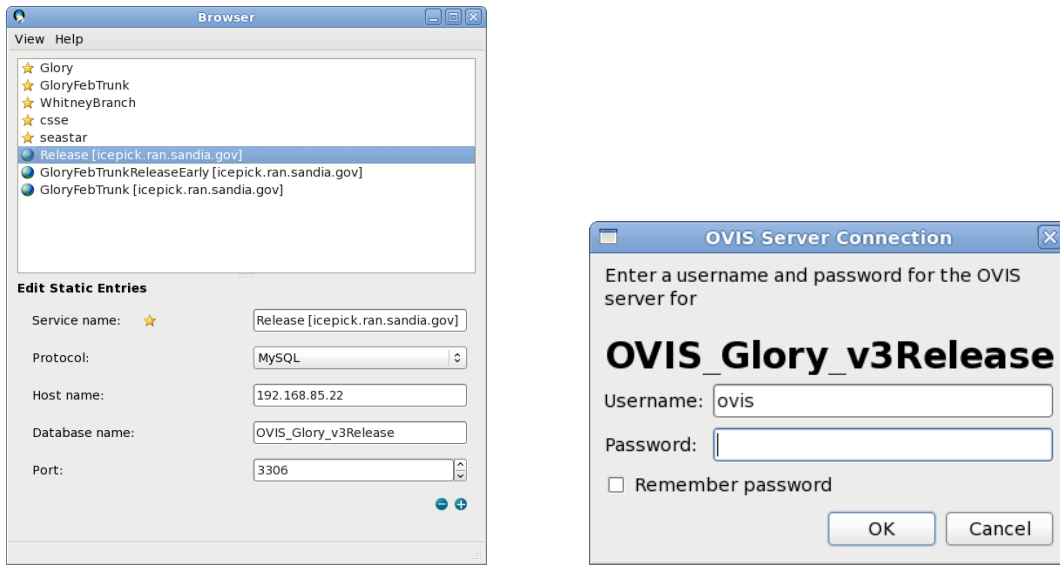 Browser
View Help
Glory
GloryFebTrunk
WhitneyBranch
csse
seastar
Release [icepick.ran.sandia.gov]
GloryFebTrunkReleaseEarly [icepick.ran.sandia.gov]
GloryFebTrunk [icepick.ran.sandia.gov]
Edit Static Entries
Service name: Release [icepick.ran.sandia.gov]
Protocol: MySQL
Host name: 192.168.85.22
Database name: OVIS_Glory_v3Release
Port: 3306
OVIS Server Connection
Enter a username and password for the OVIS
server for
OVIS_Glory_v3Release
Username: ovis
Password:
Remember password
OK Cancel